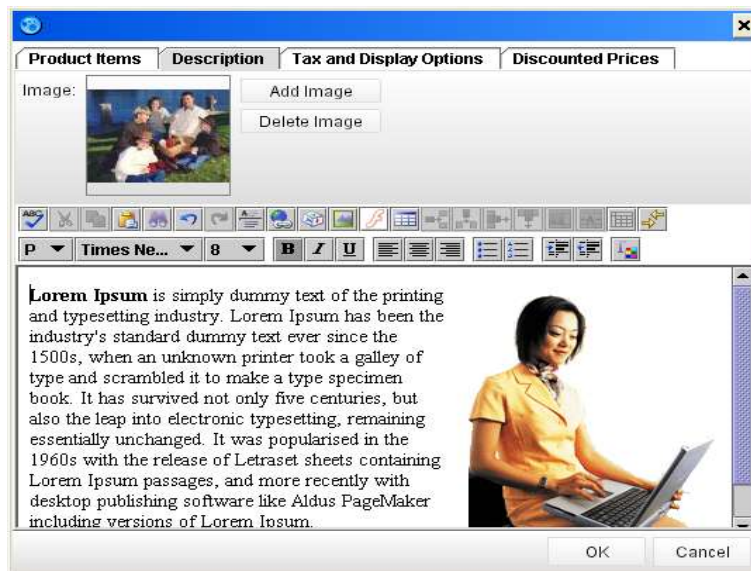 Product Items Description Tax and Display Options Discounted Prices
Image: Add Image
Delete Image
ABC
P Times Ne... 8 B I U
Lorem Ipsum is simply dummy text of the printing
and typesetting industry. Lorem Ipsum has been the
industry's standard dummy text ever since the
1500s, when an unknown printer took a galley of
type and scrambled it to make a type specimen
book. It has survived not only five centuries, but
also the leap into electronic typesetting, remaining
essentially unchanged. It was popularised in the
1960s with the release of Letraset sheets containing
Lorem Ipsum passages, and more recently with
desktop publishing software like Aldus PageMaker
including versions of Lorem Ipsum.
OK Cancel